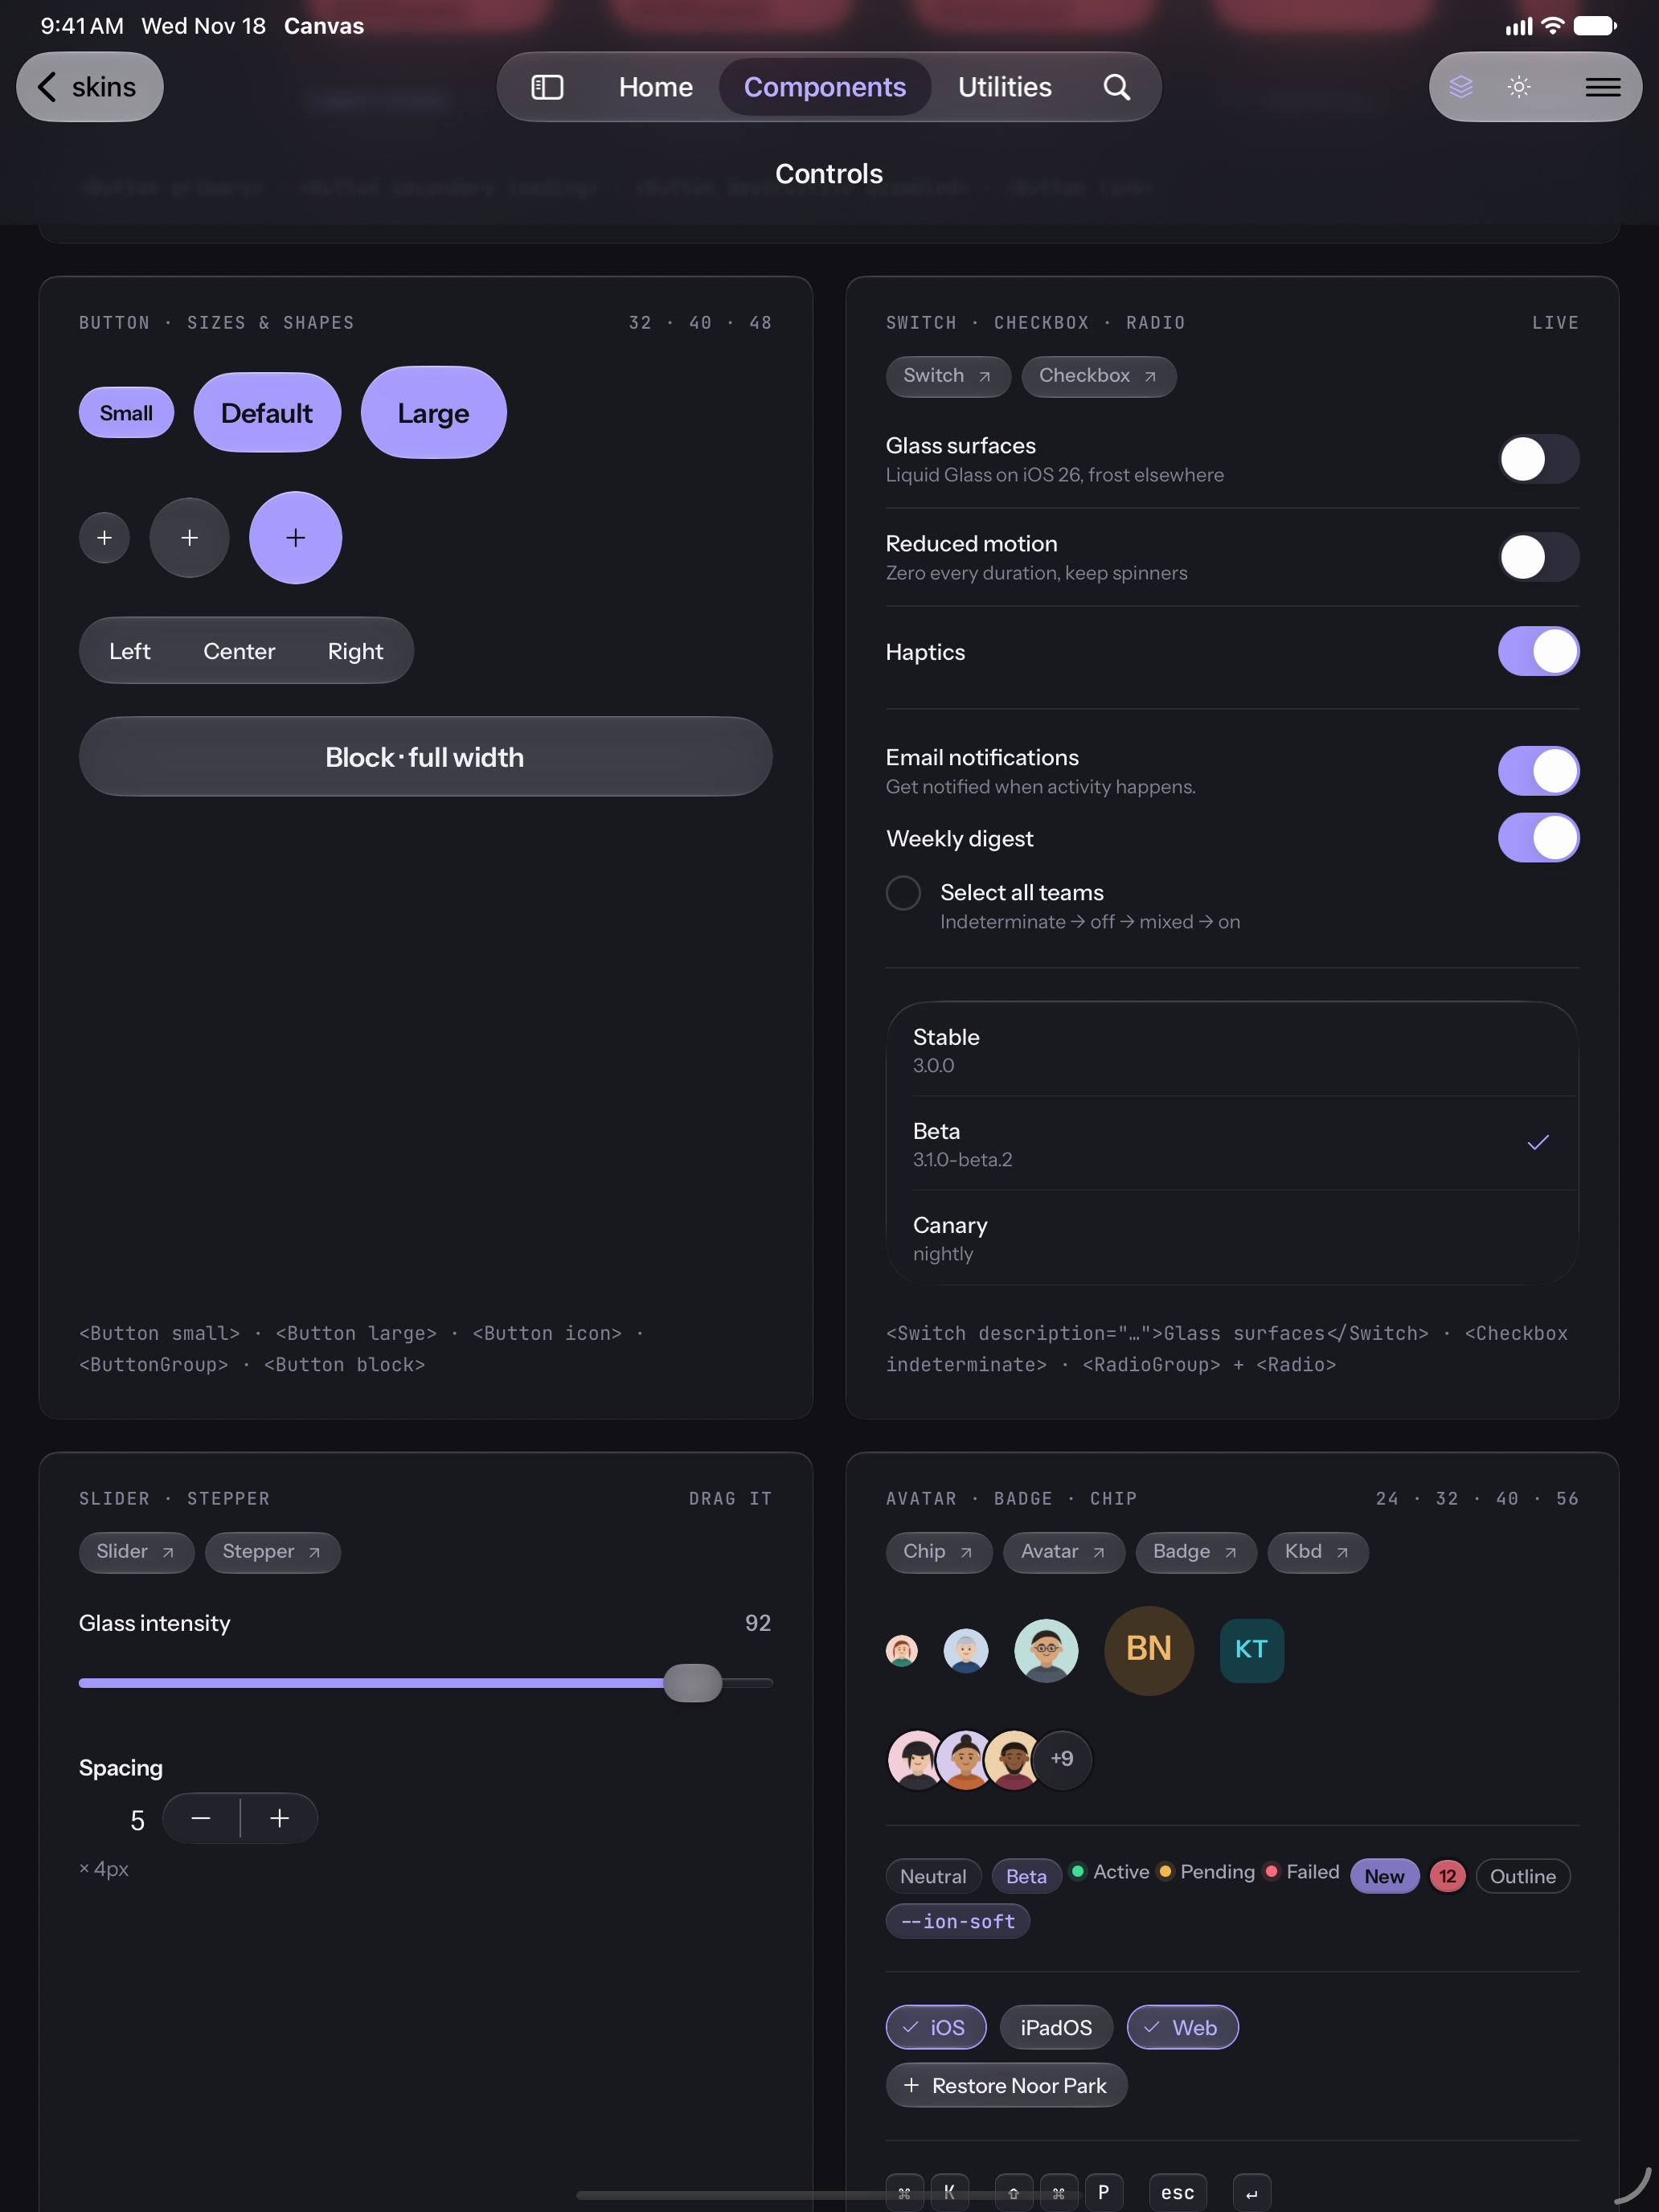 9:41 AM Wed Nov 18 Canvas
skins
Home Components Utilities
Controls
BUTTON · SIZES & SHAPES 32 · 40 · 48
Small Default Large
Left Center Right
Block · full width
<Button small> · <Button large> · <Button icon> ·
<ButtonGroup> · <Button block>
SWITCH · CHECKBOX · RADIO LIVE
Switch Checkbox
Glass surfaces
Liquid Glass on iOS 26, frost elsewhere
Reduced motion
Zero every duration, keep spinners
Haptics
Email notifications
Get notified when activity happens.
Weekly digest
Select all teams
Indeterminate → off → mixed → on
Stable
3.0.0
Beta
3.1.0-beta.2
Canary
nightly
<Switch description="…">Glass surfaces</Switch> · <Checkbox
indeterminate> · <RadioGroup> + <Radio>
SLIDER · STEPPER DRAG IT
Slider Stepper
Glass intensity 92
Spacing
5 − +
× 4px
AVATAR · BADGE · CHIP 24 · 32 · 40 · 56
Chip Avatar Badge Kbd
BN KT
+9
Neutral Beta Active Pending Failed New 12 Outline
--ion-soft
iOS iPadOS Web
+ Restore Noor Park
⌘ K ⇧ ⌘ P esc ↵